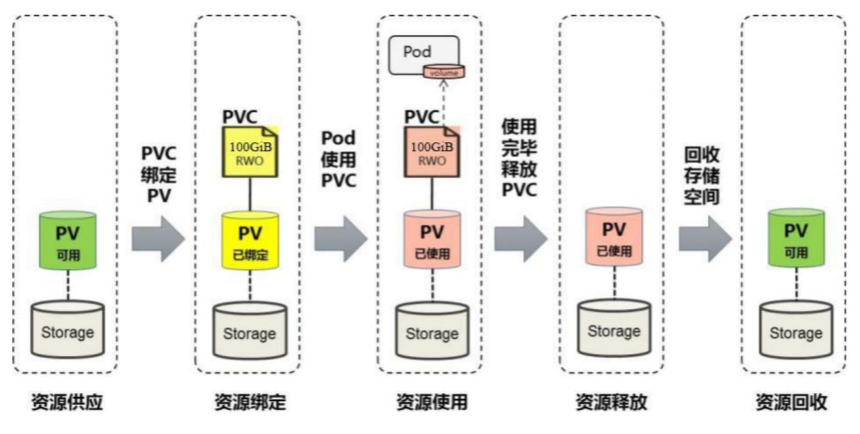 PV
可用
Storage
资源供应
PVC
绑定
PV
PVC
100GiB
RWO
PV
已绑定
Storage
资源绑定
Pod
使用
PVC
Pod
volume
PVC
100GiB
RWO
PV
已使用
Storage
资源使用
使用
完毕
释放
PVC
PV
已使用
Storage
资源释放
回收
存储
空间
PV
可用
Storage
资源回收